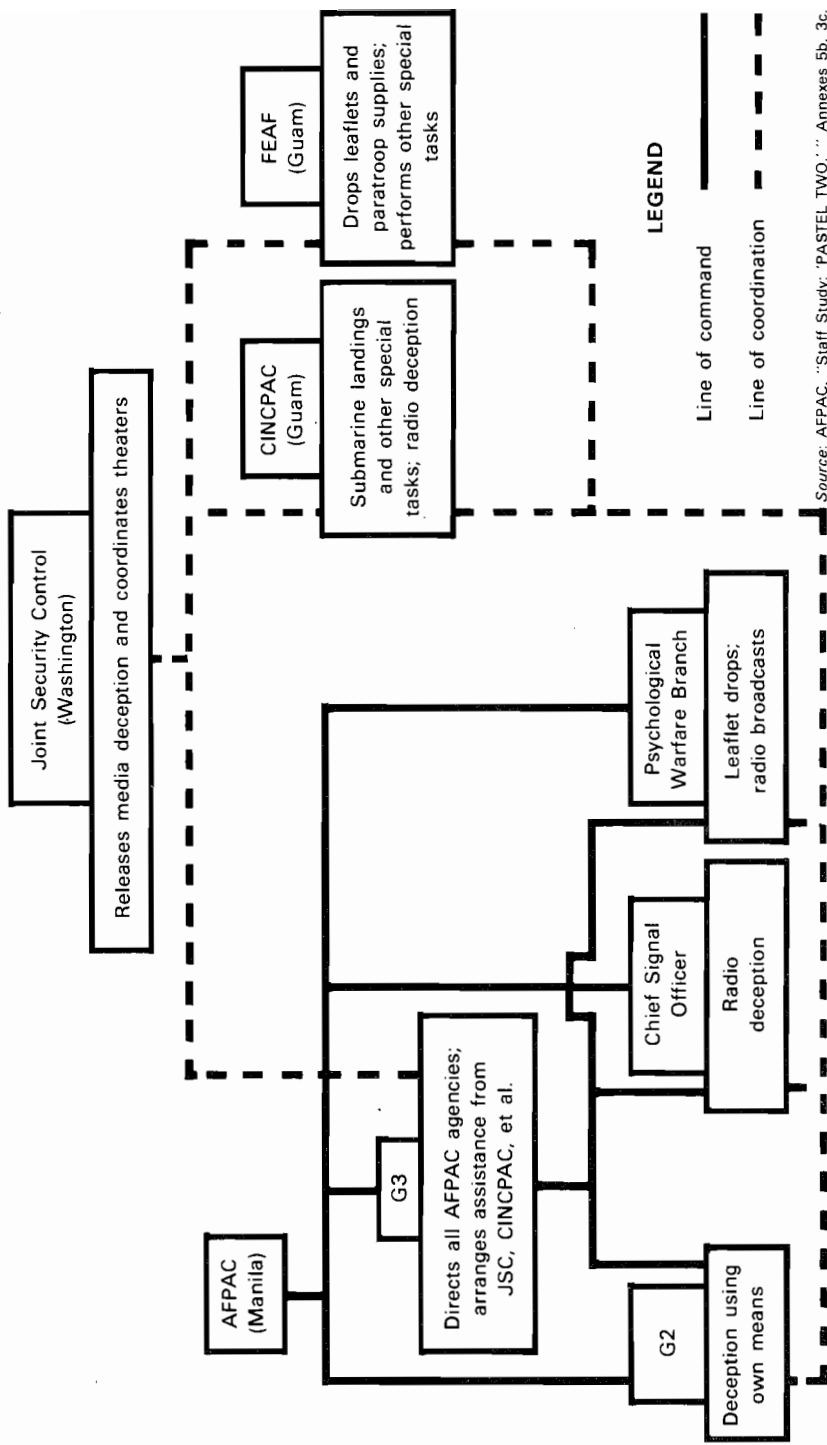 Joint Security Control
(Washington)
Releases media deception and coordinates theaters
AFPAC
(Manila)
G3
Directs all AFPAC agencies;
arranges assistance from
JSC, CINCPAC, et al.
CINCPAC
(Guam)
Submarine landings
and other special
tasks; radio deception
FEAF
(Guam)
Drops leaflets and
paratroop supplies;
performs other special
tasks
G2
Deception using
own means
Chief Signal
Officer
Radio
deception
Psychological
Warfare Branch
Leaflet drops;
radio broadcasts
LEGEND
Line of command
Line of coordination
Source: AFPAC, "Staff Study: 'PASTEL TWO,' " Annexes 5b, 3c.